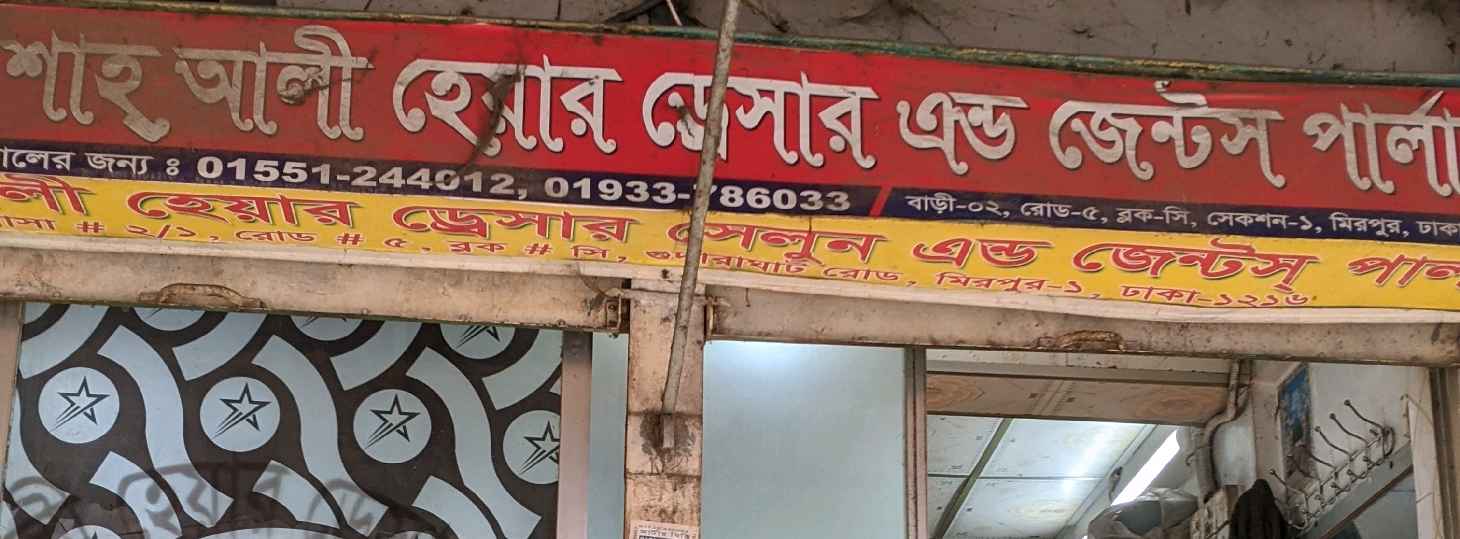 শাহ্ আলী হেয়ার ড্রেসার এন্ড জেন্টস পার্লা
ালের জন্য ঃ 01551-244012, 01933-786033 / বাড়ী-০২, রোড-৫, ব্লক-সি, সেকশন-১, মিরপুর, ঢাকা
লী হেয়ার ড্রেসার সেলুন এন্ড জেন্টস্ পার্ল
াসা # ২/১, রোড # ৫, ব্লক # সি, গুদারাঘাট রোড, মিরপুর-১, ঢাকা-১২১৬
হেয়ার ড্রে